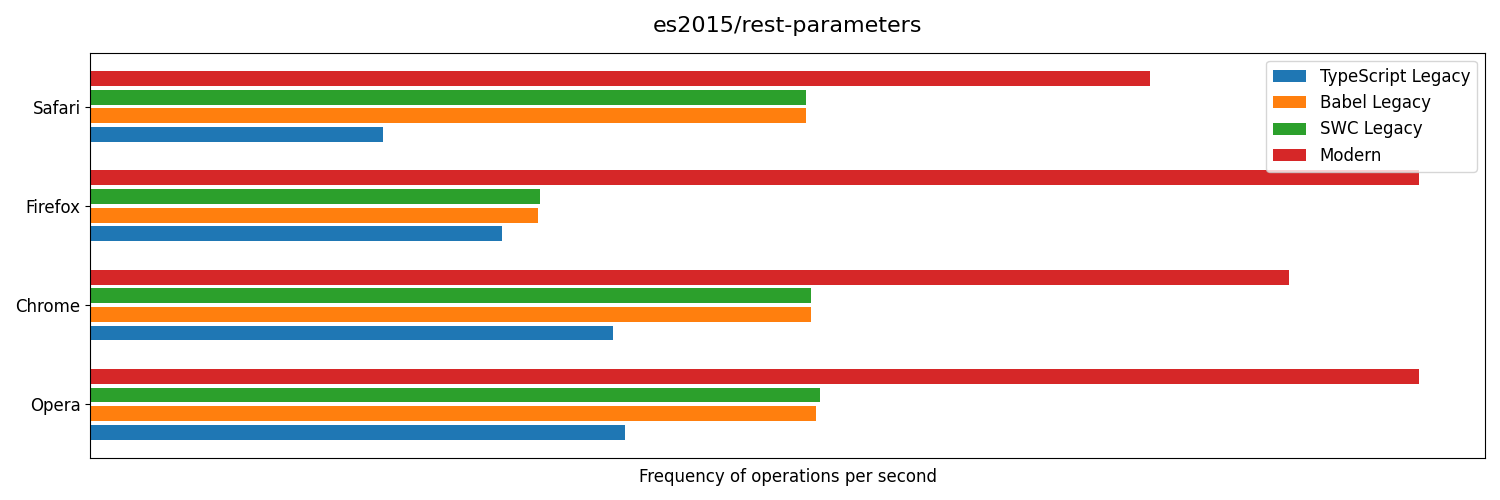 es2015/rest-parameters
TypeScript Legacy
Babel Legacy
SWC Legacy
Modern
Safari
Firefox
Chrome
Opera
Frequency of operations per second